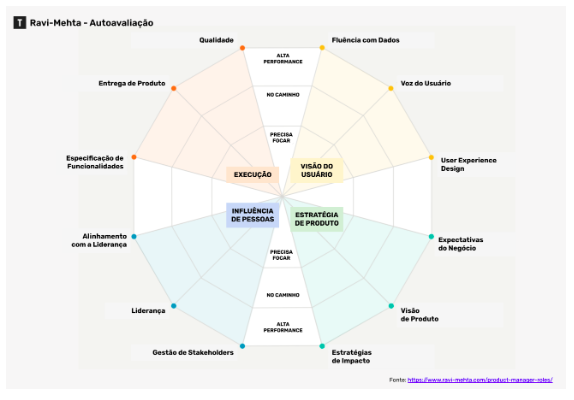 T Ravi-Mehta - Autoavaliação
Qualidade
Fluência com Dados
ALTA
PERFORMANCE
Entrega de Produto
Voz do Usuário
NO CAMINHO
PRECISA
FOCAR
Especificação de
Funcionalidades
User Experience
Design
EXECUÇÃO
VISÃO DO
USUÁRIO
INFLUÊNCIA
DE PESSOAS
ESTRATÉGIA
DE PRODUTO
Alinhamento
com a Liderança
Expectativas
do Negócio
PRECISA
FOCAR
NO CAMINHO
Liderança
Visão
de Produto
ALTA
PERFORMANCE
Gestão de Stakeholders
Estratégias
de Impacto
Fonte: https://www.ravi-mehta.com/product-manager-roles/